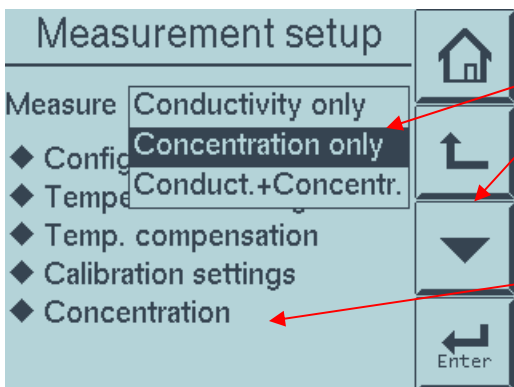 Measurement setup
Measure Conductivity only
Concentration only
Conduct.+Concentr.
◆ Config
◆ Tempe
◆ Temp. compensation
◆ Calibration settings
◆ Concentration
Enter